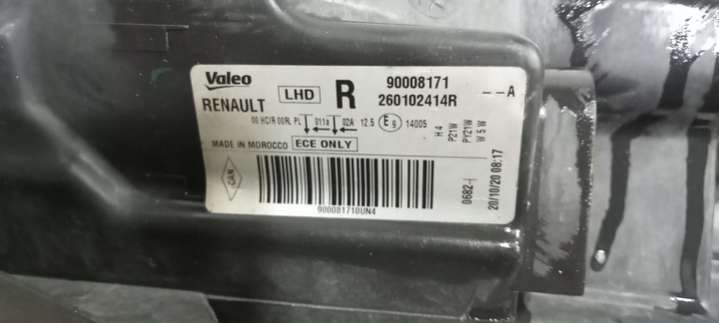 Valeo LHD R 90008171 --A
RENAULT 260102414R
00 HC/R 00RL PL 011a 02A 12.5 E9 14005
MADE IN MOROCCO ECE ONLY
H4
P21W
PY21W
W5W
CAN
900081710UN4
0682-I
20/10/20 08:17